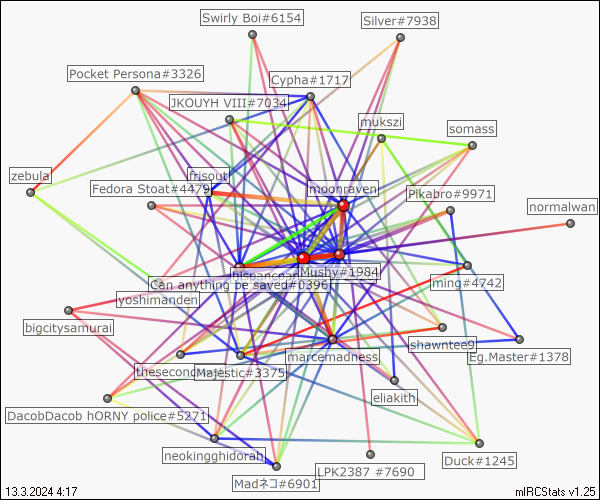 Swirly Boi#6154
Silver#7938
Pocket Persona#3326
Cypha#1717
JKOUYH VIII#7034
mukszi
somass
zebula
frisout
Fedora Stoat#4479
moonraven
Pikabro#9971
normalwan
Mushy#1984
Can anything be saved#0396
ming#4742
yoshimanden
bigcitysamurai
shawntee9
marcemadness
Eg.Master#1378
Majestic#3375
eliakith
DacobDacob hORNY police#5271
neokingghidorah
Duck#1245
LPK2387 #7690
Madネコ#6901
13.3.2024 4:17
mIRCStats v1.25